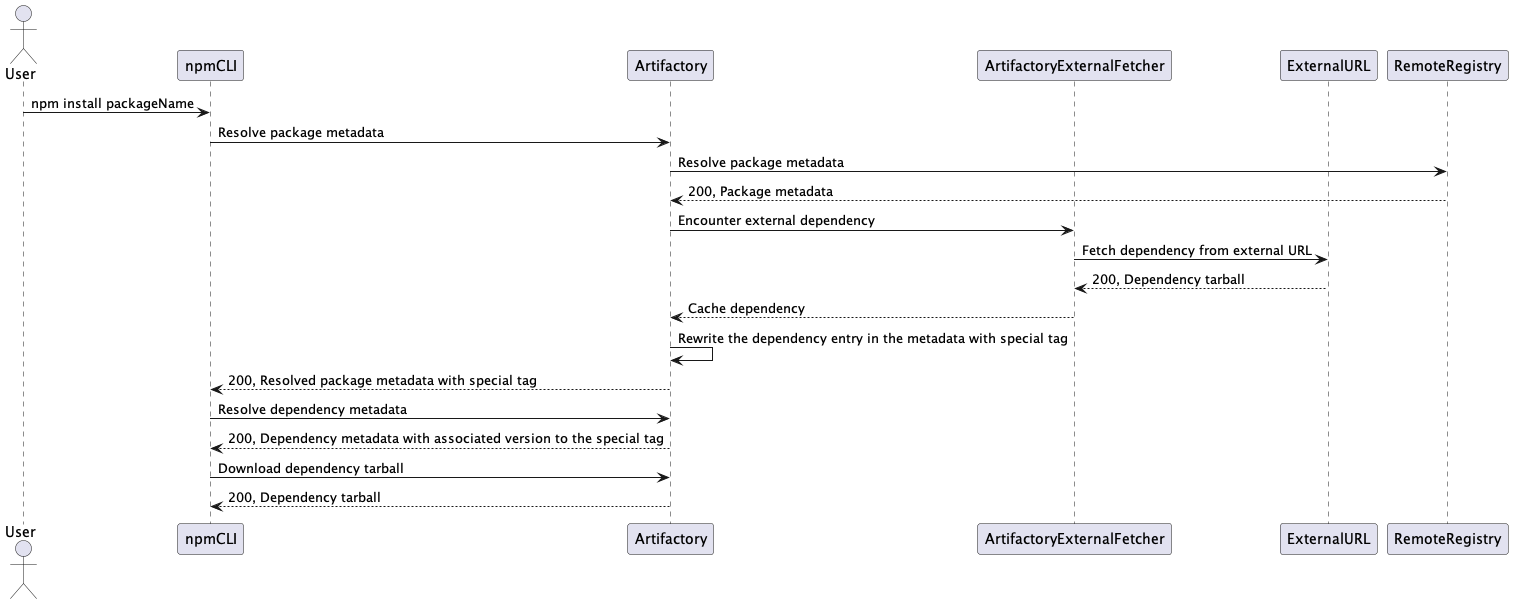 User
npmCLI
Artifactory
ArtifactoryExternalFetcher
ExternalURL
RemoteRegistry
npm install packageName
Resolve package metadata
Resolve package metadata
200, Package metadata
Encounter external dependency
Fetch dependency from external URL
200, Dependency tarball
Cache dependency
Rewrite the dependency entry in the metadata with special tag
200, Resolved package metadata with special tag
Resolve dependency metadata
200, Dependency metadata with associated version to the special tag
Download dependency tarball
200, Dependency tarball
User
npmCLI
Artifactory
ArtifactoryExternalFetcher
ExternalURL
RemoteRegistry